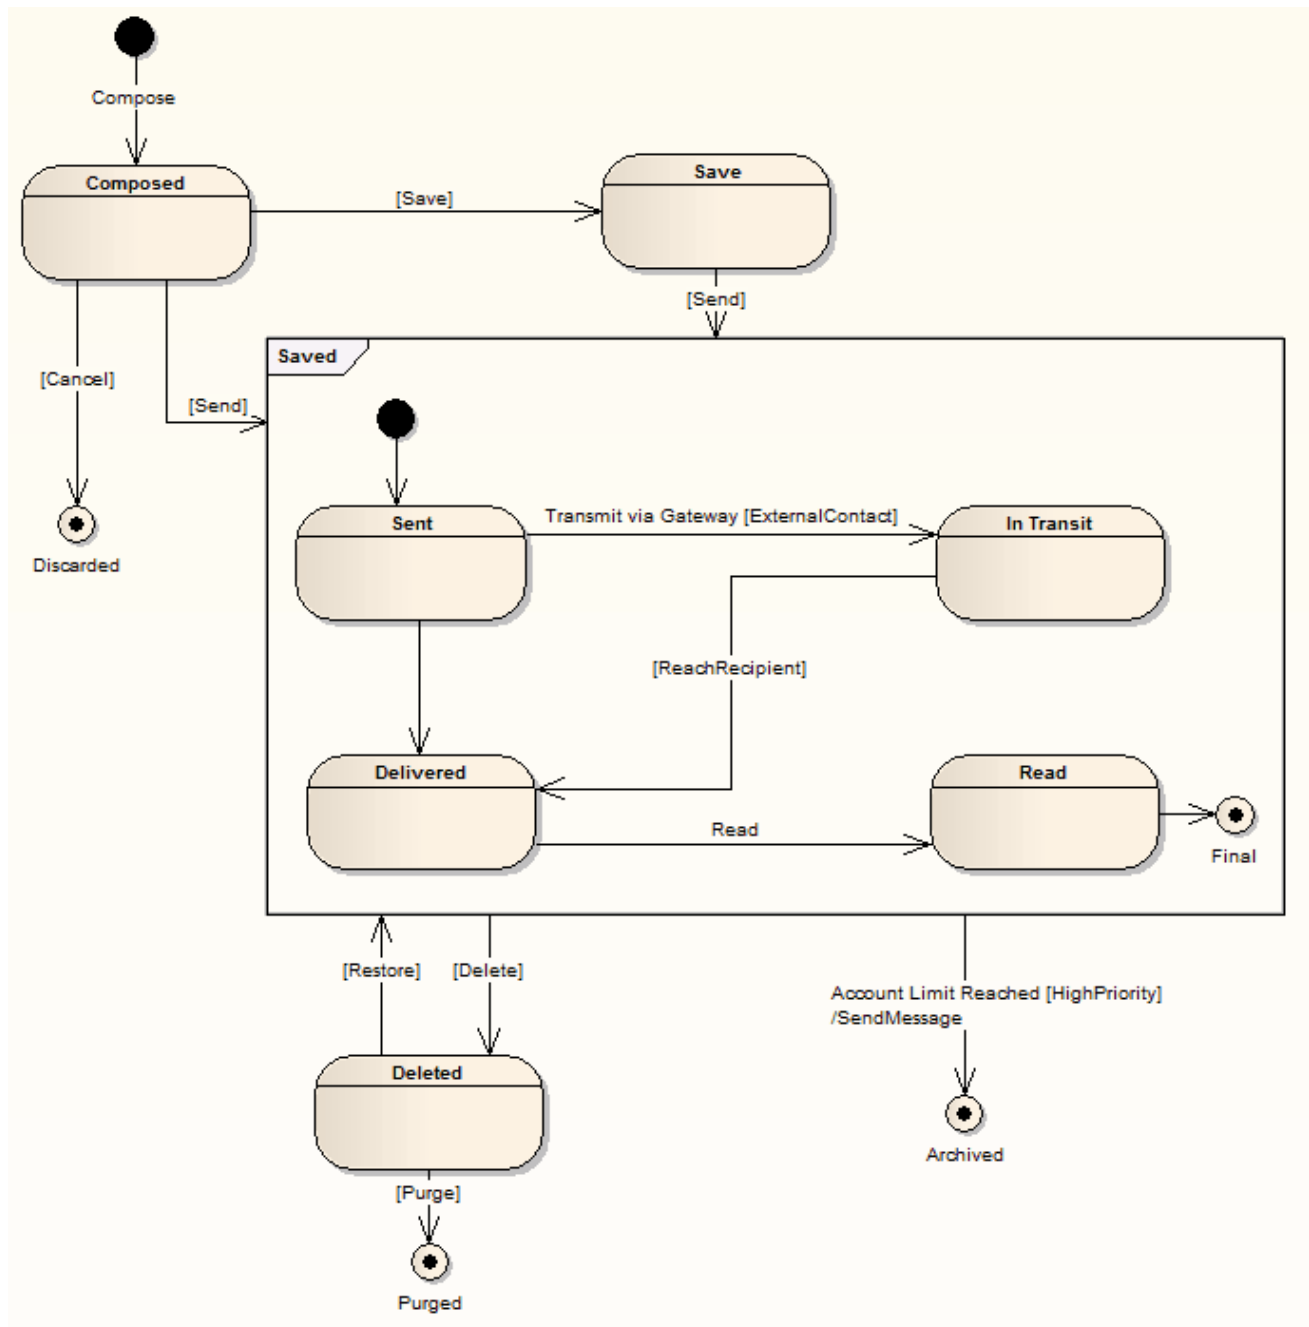 Compose
Composed
Save
[Save]
[Send]
Saved
[Cancel]
[Send]
Sent
Transmit via Gateway [ExternalContact]
In Transit
Discarded
[ReachRecipient]
Delivered
Read
Read
Final
[Restore]
[Delete]
Account Limit Reached [HighPriority]
/SendMessage
Deleted
Archived
[Purge]
Purged